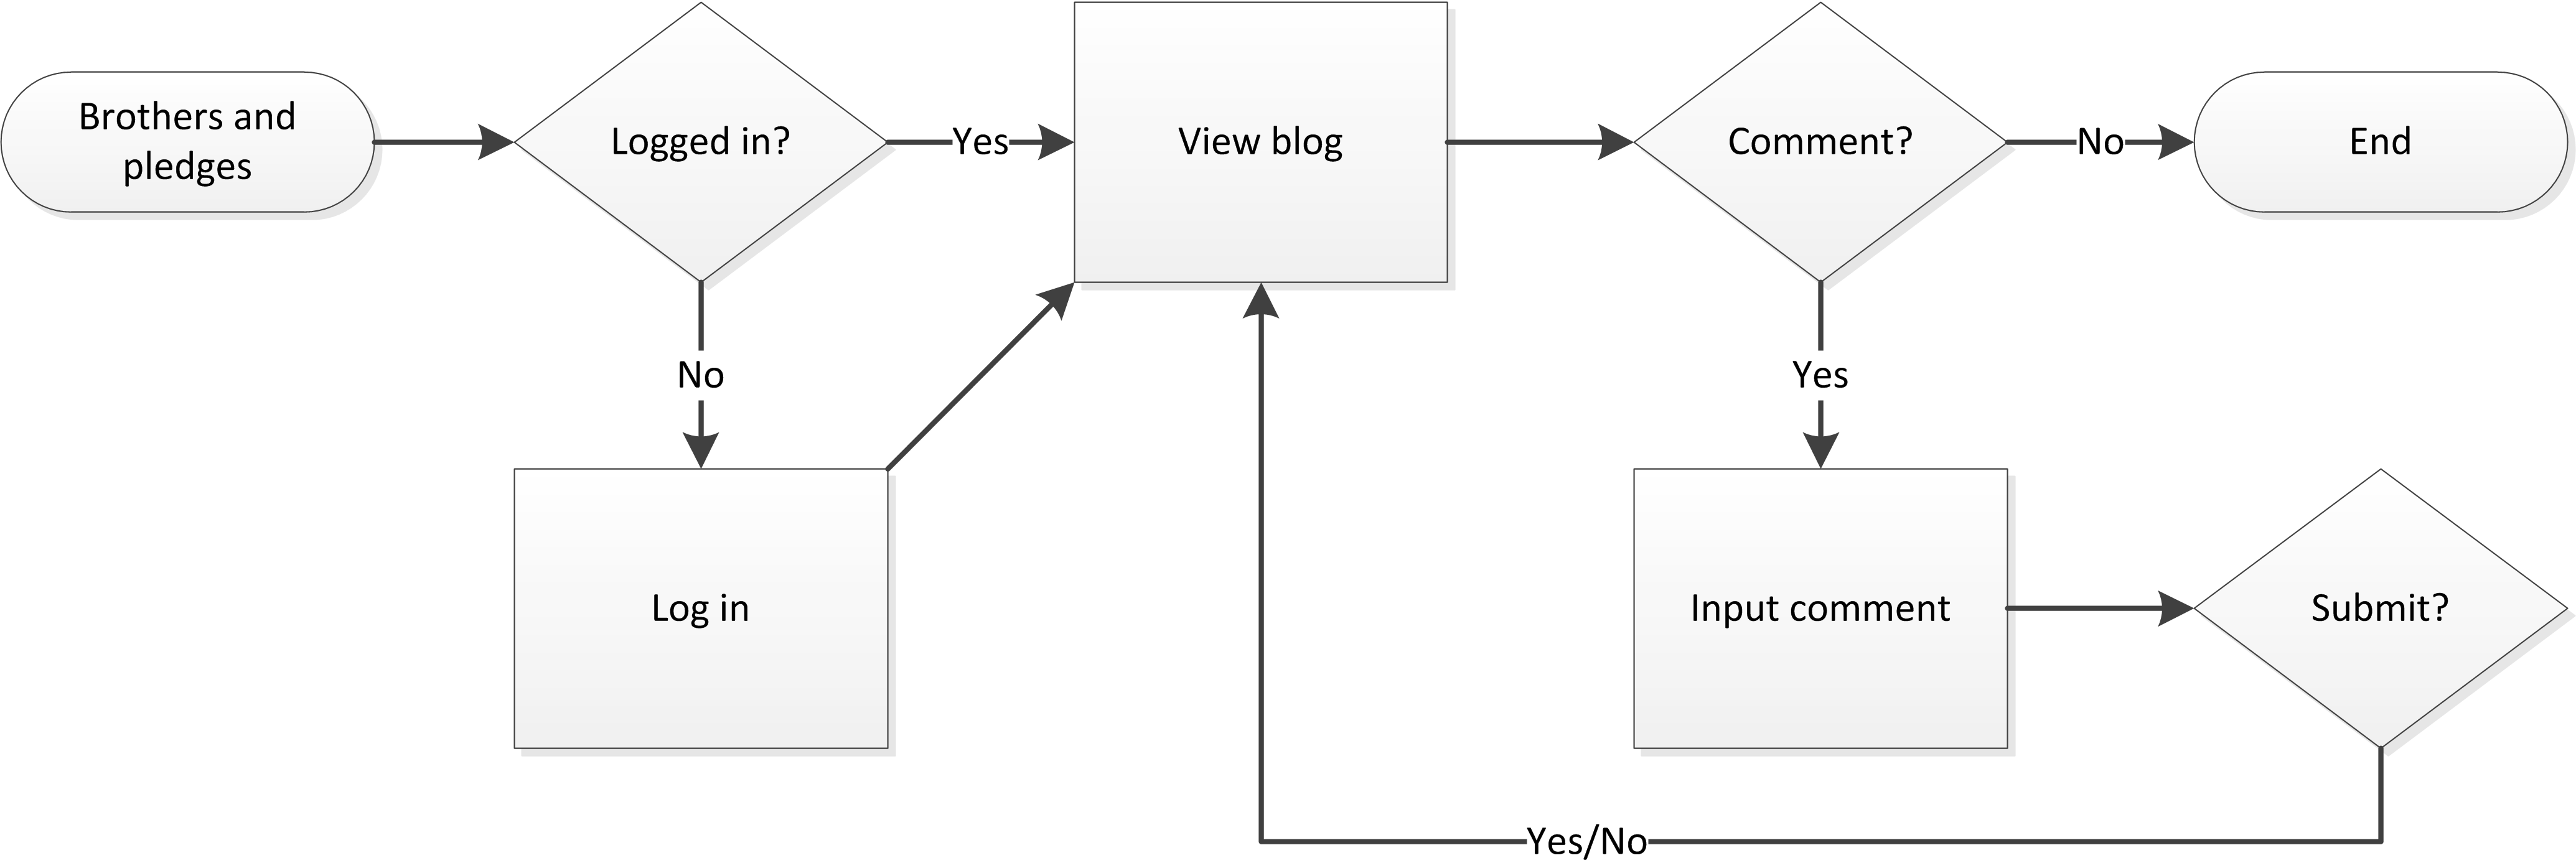 Brothers and
pledges
Logged in?
Yes
View blog
Comment?
No
End
No
Yes
Log in
Input comment
Submit?
Yes/No